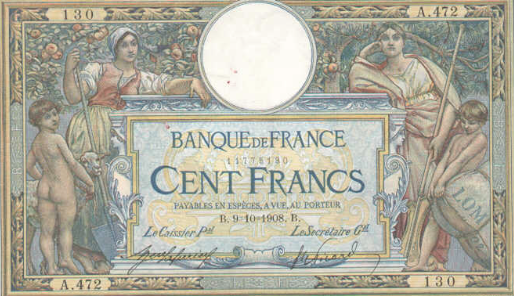 130 A.472
BANQUE DE FRANCE
11778130
CENT FRANCS
PAYABLES EN ESPÈCES, A VUE, AU PORTEUR
B. 9-10-1908. B.
Le Caissier Pal Le Secrétaire Gal
A.472 130